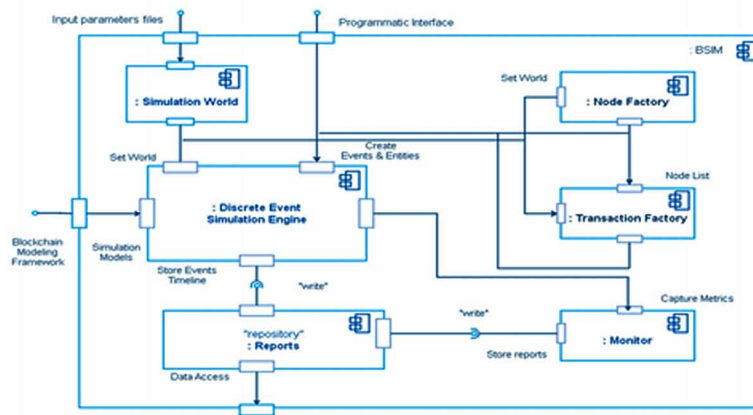 Input parameters files
Programmatic Interface
: BSIM
: Simulation World
Set World
: Node Factory
Set World
Create
Events & Entities
Node List
: Discrete Event
Simulation Engine
: Transaction Factory
Blockchain
Modeling
Framework
Simulation
Models
Store Events
Timeline
"write"
Capture Metrics
"write"
"repository"
: Reports
: Monitor
Store reports
Data Access